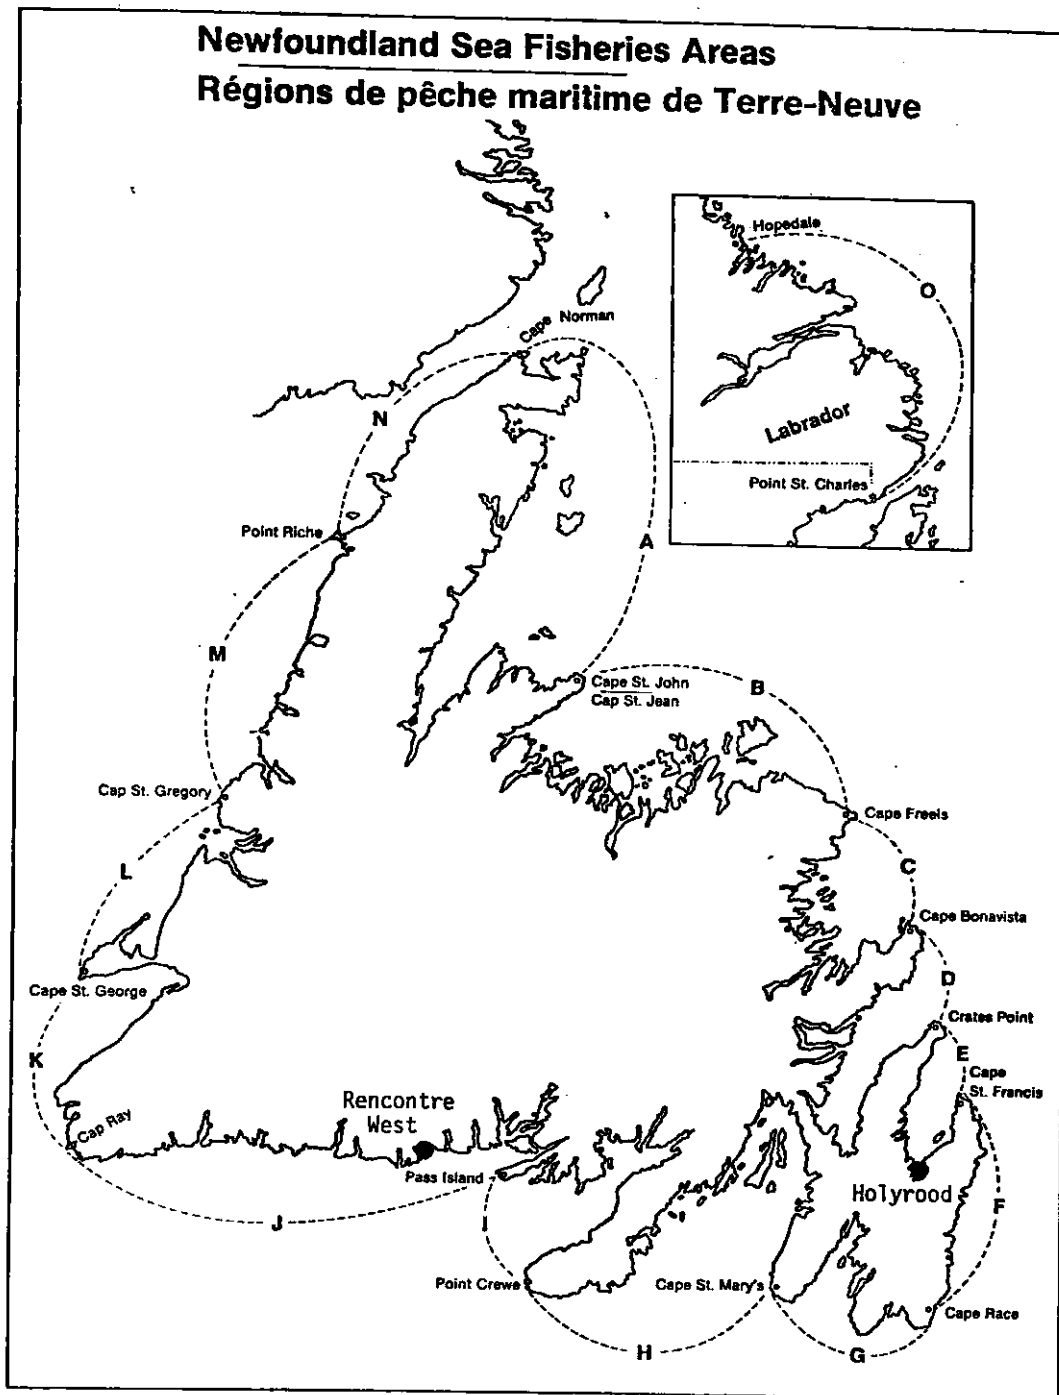 Newfoundland Sea Fisheries Areas
Régions de pêche maritime de Terre-Neuve
Hopedale
O
Labrador
Point St. Charles
Cape Norman
N
A
Point Riche
M
Cape St. John
Cap St. Jean
B
Cap St. Gregory
Cape Freels
L
C
Cape Bonavista
Cape St. George
D
Crates Point
K
E
Cape
St. Francis
Rencontre
West
Cap Ray
Pass Island
Holyrood
F
J
I
Point Crewe
Cape St. Mary's
Cape Race
H
G